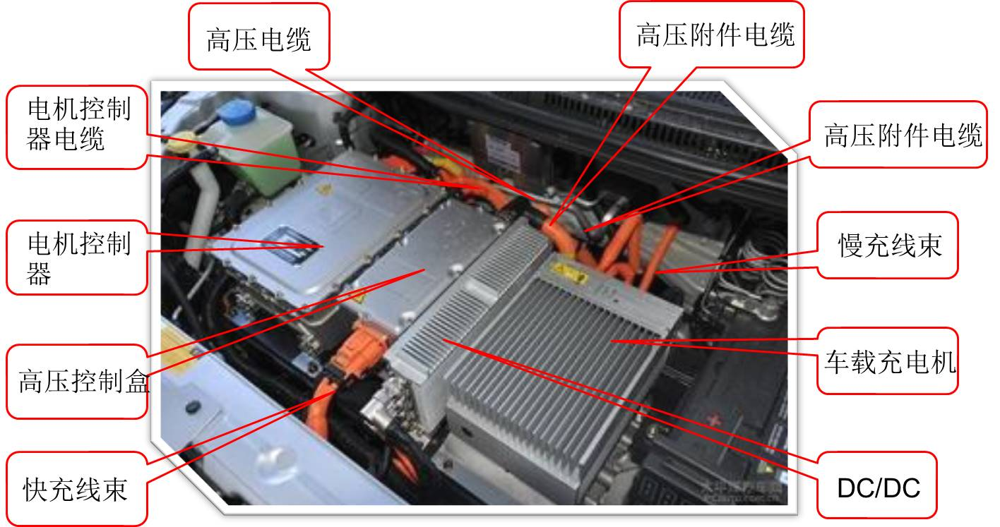 高压电缆
高压附件电缆
电机控制
器电缆
高压附件电缆
电机控制
器
慢充线束
高压控制盒
车载充电机
快充线束
DC/DC